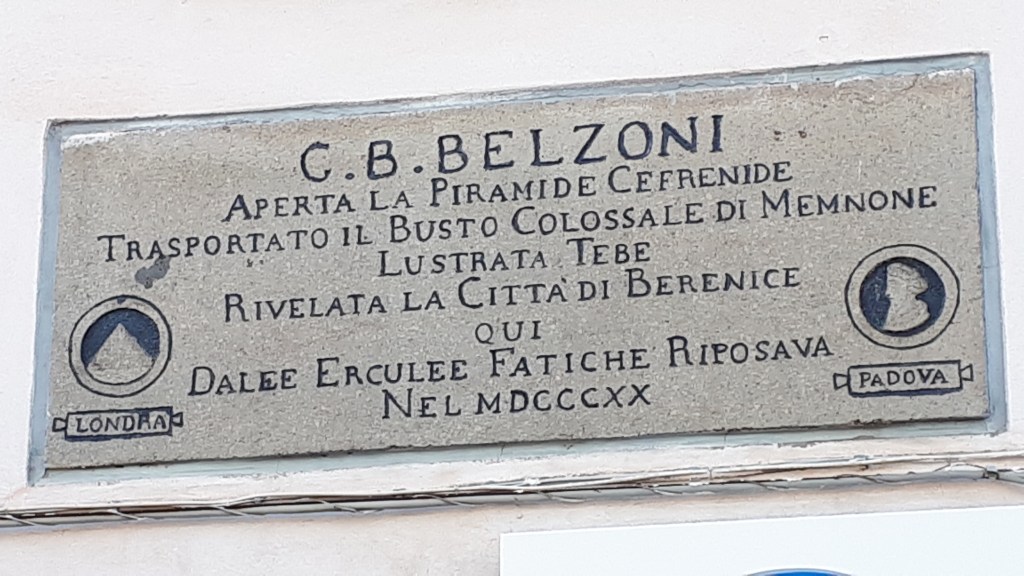 C. B. BELZONI
APERTA LA PIRAMIDE CEFRENIDE
TRASPORTATO IL BUSTO COLOSSALE DI MEMNONE
LUSTRATA TEBE
RIVELATA LA CITTÀ DI BERENICE
QUI
DALEE ERCULEE FATICHE RIPOSAVA
NEL MDCCCXX
LONDRA
PADOVA